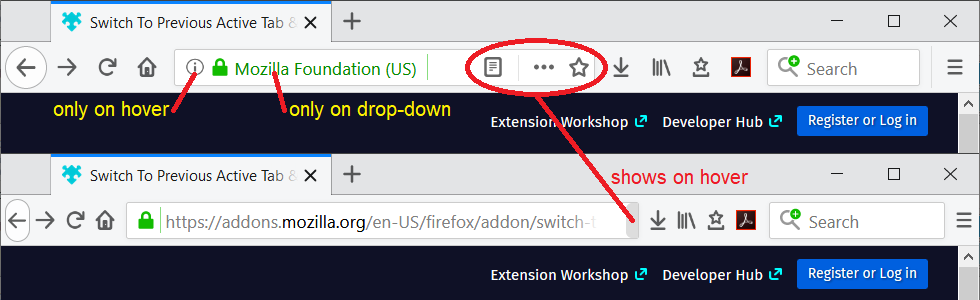 Switch To Previous Active Tab &
Mozilla Foundation (US)
Search
only on hover
only on drop-down
Extension Workshop
Developer Hub
Register or Log in
Switch To Previous Active Tab &
shows on hover
https://addons.mozilla.org/en-US/firefox/addon/switch-t
Search
Extension Workshop
Developer Hub
Register or Log in